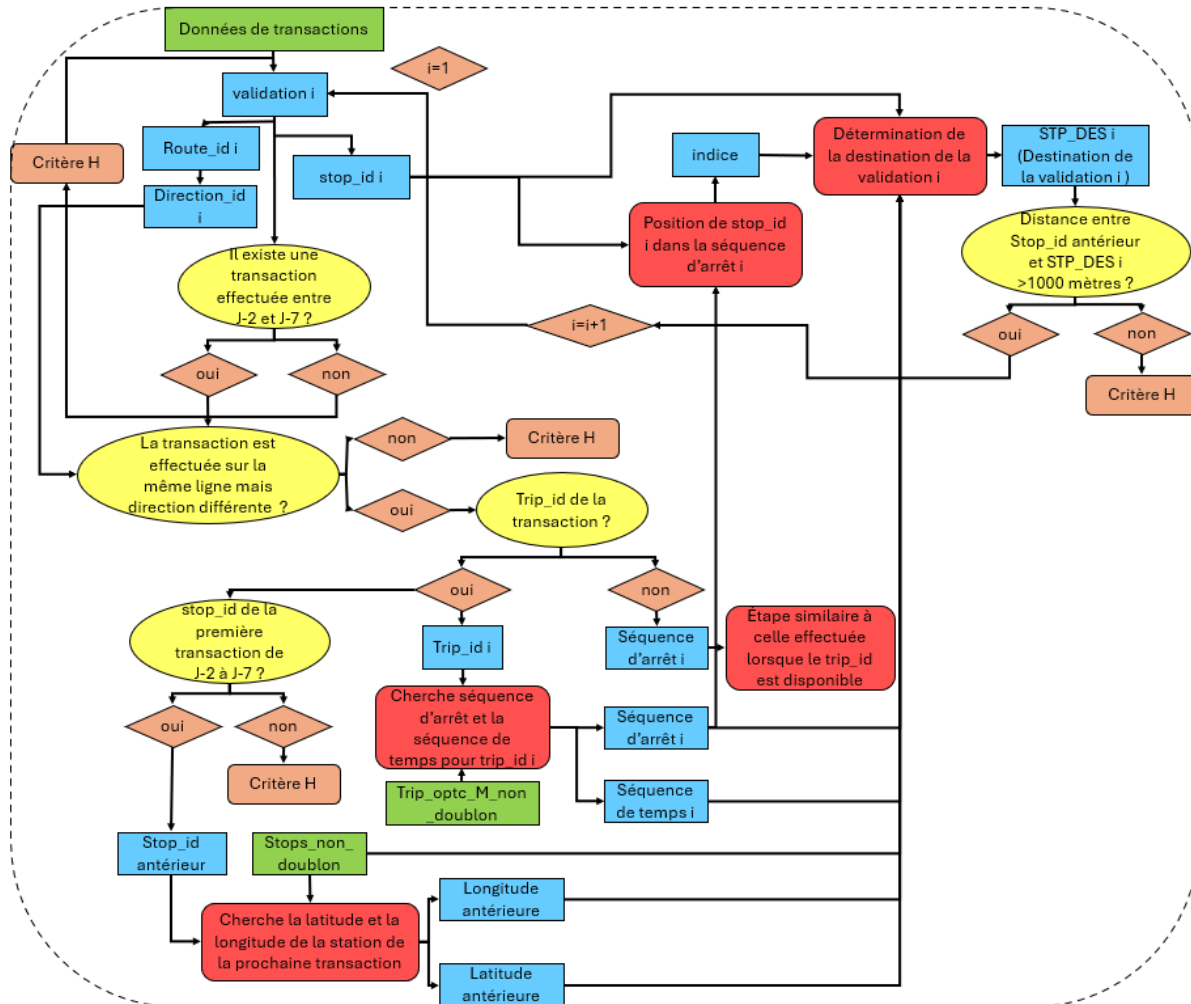 Données de transactions
i=1
validation i
Critère H
Route_id i
Direction_id
i
stop_id i
indice
Détermination de
la destination de la
validation i
STP_DES i
(Destination de
la validation i )
Position de stop_id
i dans la séquence
d'arrêt i
Distance entre
Stop_id antérieur
et STP_DES i
>1000 mètres ?
Il existe une
transaction
effectuée entre
J-2 et J-7 ?
i=i+1
oui
non
Critère H
oui
non
La transaction est
effectuée sur la
même ligne mais
direction différente ?
non
Critère H
oui
Trip_id de la
transaction ?
oui
non
stop_id de la
première
transaction de
J-2 à J-7 ?
Trip_id i
Séquence
d'arrêt i
Étape similaire à
celle effectuée
lorsque le trip_id
est disponible
oui
non
Critère H
Cherche séquence
d'arrêt et la
séquence de
temps pour trip_id i
Séquence
d'arrêt i
Trip_optc_M_non
_doublon
Séquence
de temps i
Stop_id
antérieur
Stops_non_
doublon
Cherche la latitude et la
longitude de la station de
la prochaine transaction
Longitude
antérieure
Latitude
antérieure